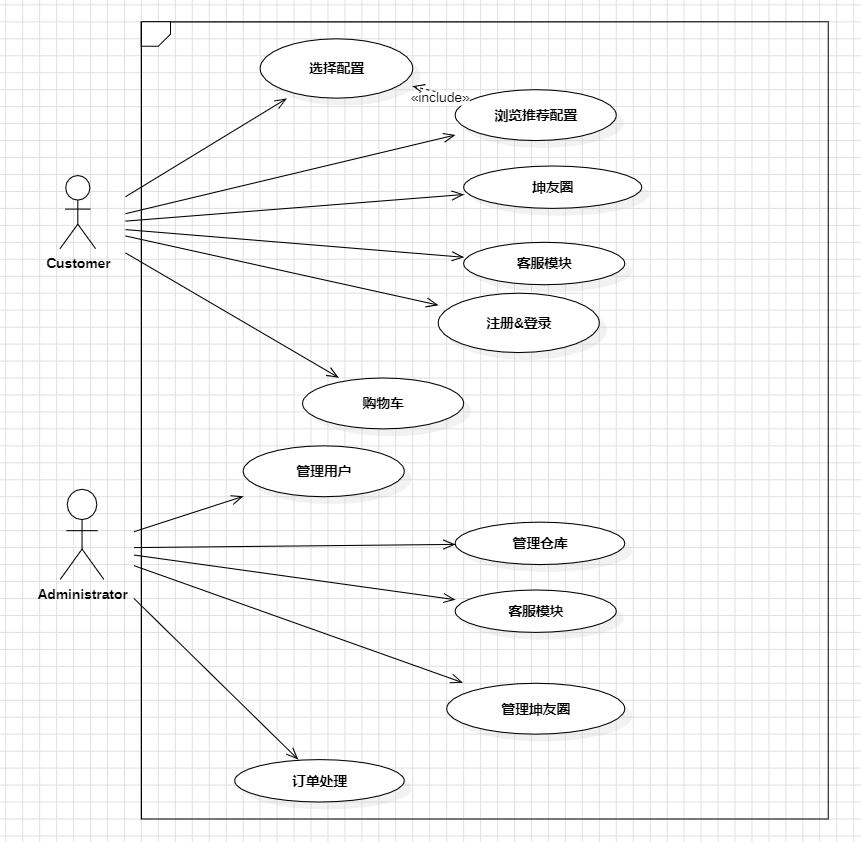 选择配置
«include»
浏览推荐配置
坤友圈
Customer
客服模块
注册&登录
购物车
管理用户
管理仓库
Administrator
客服模块
管理坤友圈
订单处理